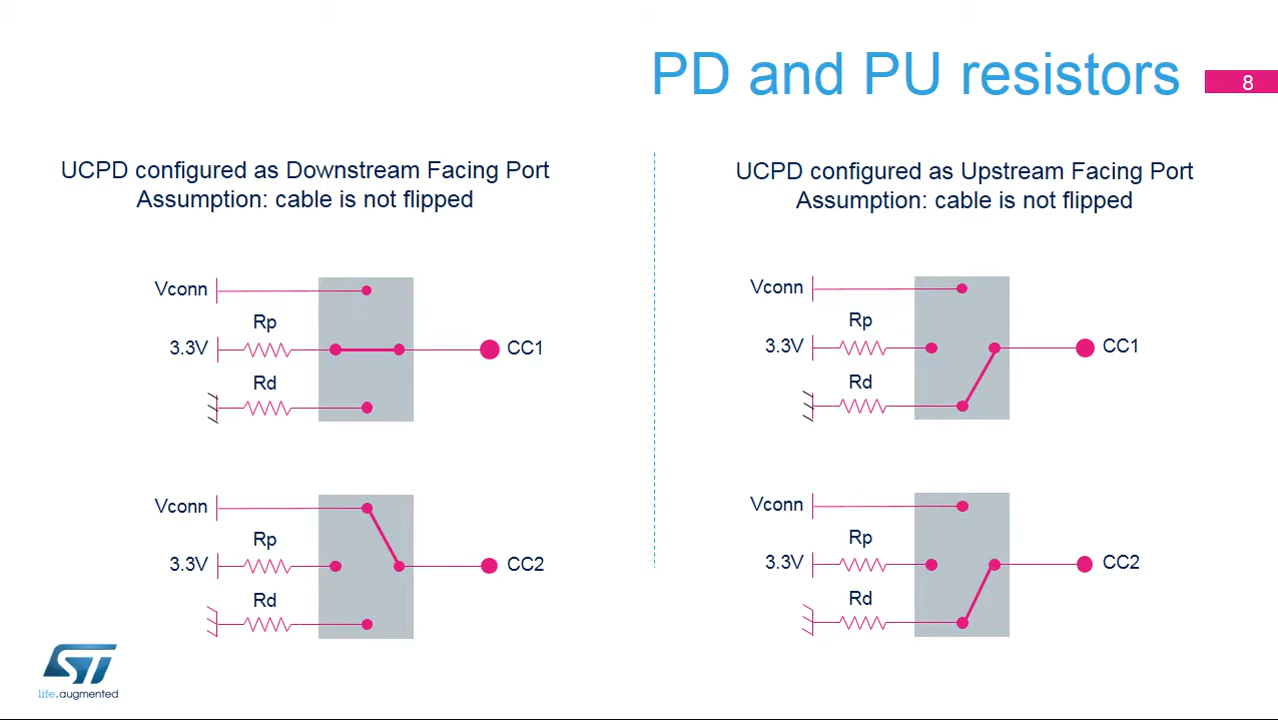 PD and PU resistors
8
UCPD configured as Downstream Facing Port
Assumption: cable is not flipped
Vconn
Rp
3.3V
CC1
Rd
Vconn
Rp
3.3V
CC2
Rd
UCPD configured as Upstream Facing Port
Assumption: cable is not flipped
Vconn
Rp
3.3V
CC1
Rd
Vconn
Rp
3.3V
CC2
Rd
ST
life.augmented